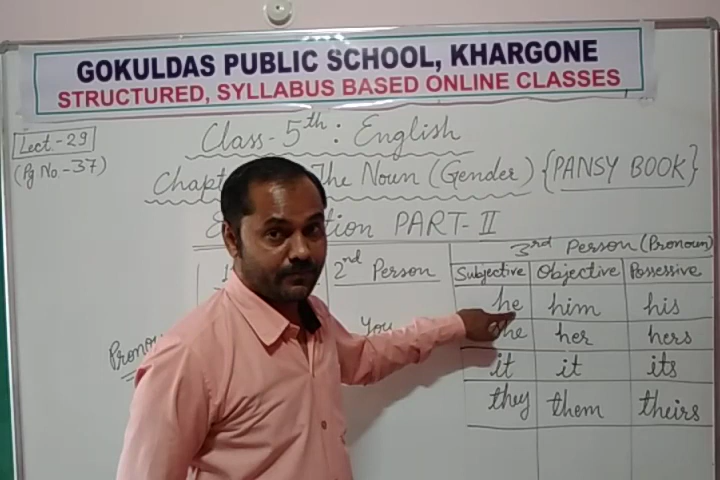 GOKULDAS PUBLIC SCHOOL, KHARGONE
STRUCTURED, SYLLABUS BASED ONLINE CLASSES
Lect.-29
(Pg No-37)
Class-5th : English
The Noun (Gender) {PANSY BOOK}
PART-II
2nd Person
3rd Person (Pronoun)
Subjective Objective Possessive
he him his
You
she her hers
it it its
they them theirs